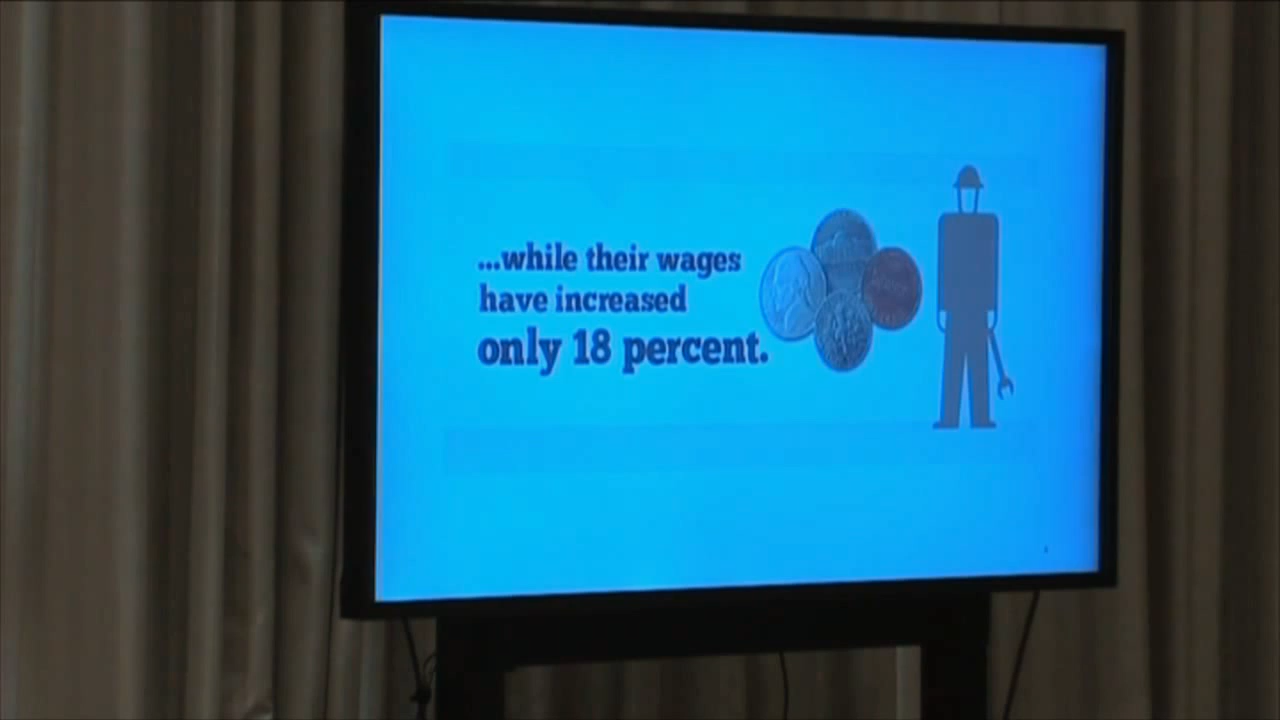 ...while their wages
have increased
only 18 percent.